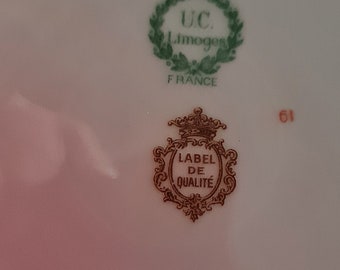 U.C.
Limoges
FRANCE
61
LABEL
DE
QUALITÉ